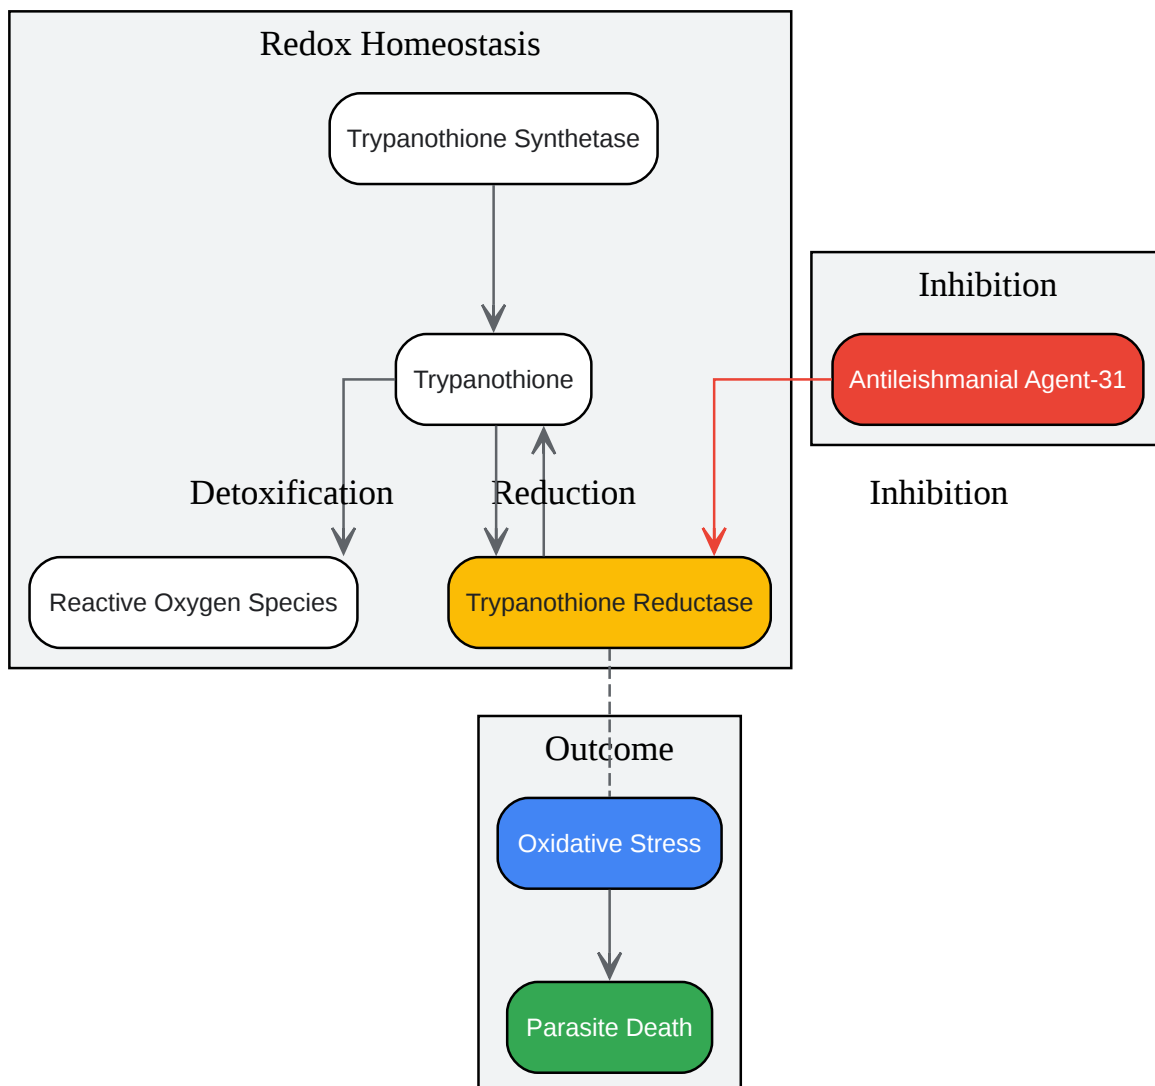 Redox Homeostasis
Trypanothione Synthetase
Inhibition
Trypanothione
Antileishmanial Agent-31
Detoxification
Reduction
Inhibition
Reactive Oxygen Species
Trypanothione Reductase
Outcome
Oxidative Stress
Parasite Death